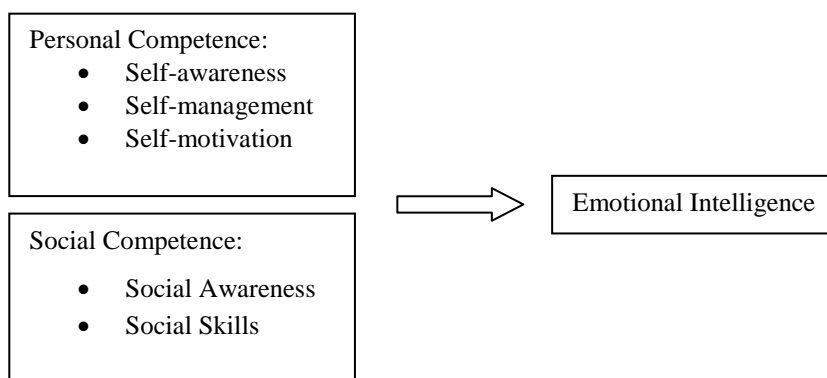 Personal Competence:
• Self-awareness
• Self-management
• Self-motivation
Social Competence:
• Social Awareness
• Social Skills
Emotional Intelligence